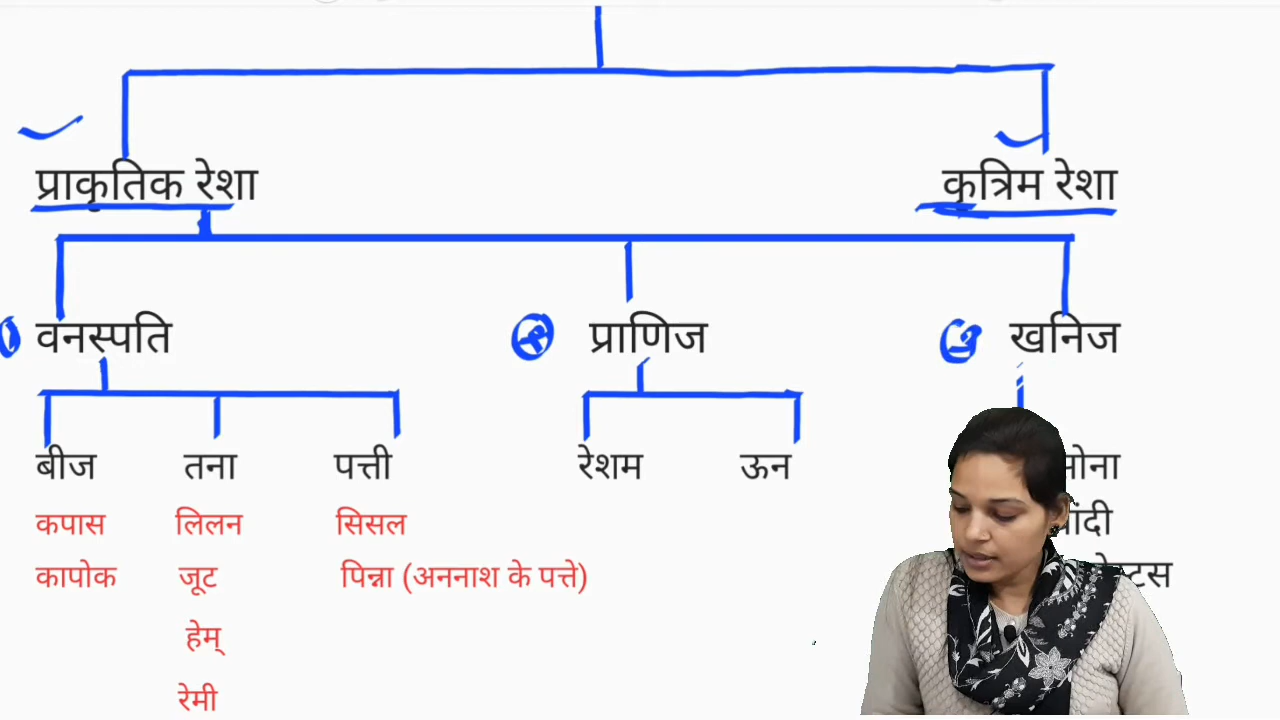 प्राकृतिक रेशा कृत्रिम रेशा
वनस्पति प्राणिज खनिज
बीज तना पत्ती रेशम ऊन
कपास लिलन सिसल
कापोक जूट पिन्ना (अननाश के पत्ते)
हेम्
रेमी